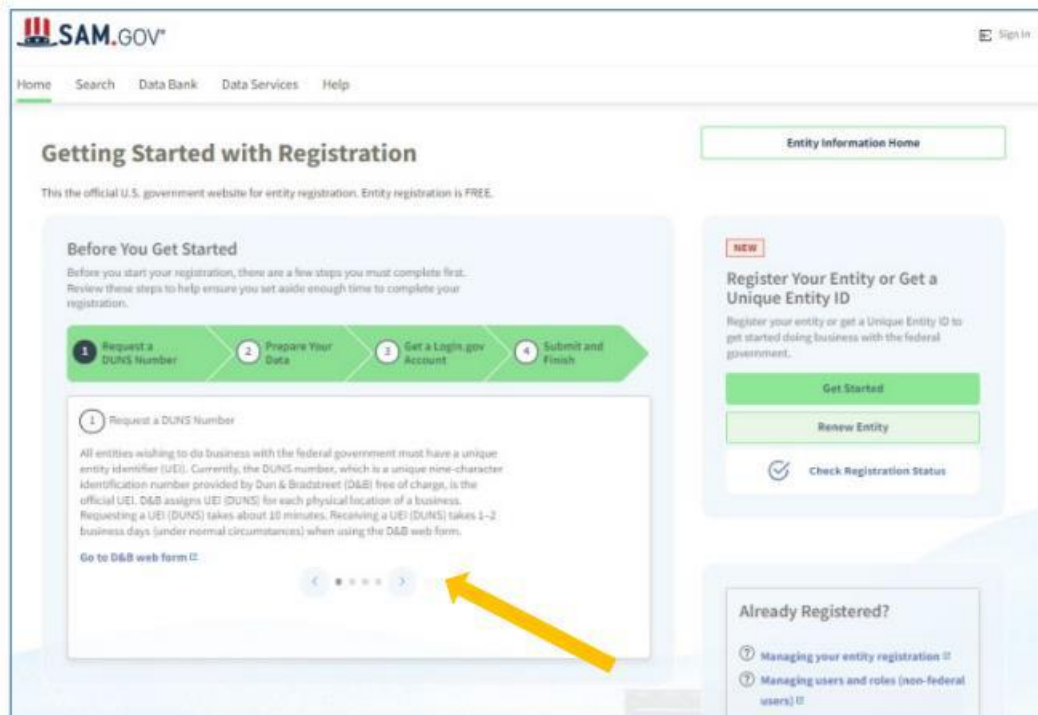 SAM.GOV®
Sign In
Home Search Data Bank Data Services Help
Getting Started with Registration
This the official U.S. government website for entity registration. Entity registration is FREE.
Entity Information Home
Before You Get Started
Before you start your registration, there are a few steps you must complete first.
Review these steps to help ensure you set aside enough time to complete your
registration.
1 Request a
DUNS Number
2 Prepare Your
Data
3 Get a Login.gov
Account
4 Submit and
Finish
1 Request a DUNS Number
All entities wishing to do business with the federal government must have a unique
entity identifier (UEI). Currently, the DUNS number, which is a unique nine-character
identification number provided by Dun & Bradstreet (D&B) free of charge, is the
official UEI. D&B assigns UEI (DUNS) for each physical location of a business.
Requesting a UEI (DUNS) takes about 10 minutes. Receiving a UEI (DUNS) takes 1–2
business days (under normal circumstances) when using the D&B web form.
Go to D&B web form
NEW
Register Your Entity or Get a
Unique Entity ID
Register your entity or get a Unique Entity ID to
get started doing business with the federal
government.
Get Started
Renew Entity
Check Registration Status
Already Registered?
Managing your entity registration
Managing users and roles (non-federal
users)